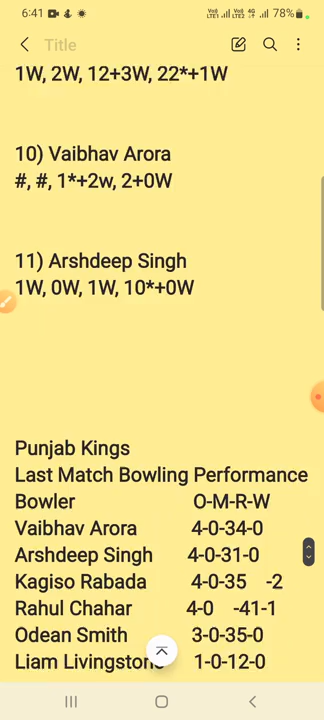 6:41 78%
Title
1W, 2W, 12+3W, 22*+1W
10) Vaibhav Arora
#, #, 1*+2w, 2+0W
11) Arshdeep Singh
1W, 0W, 1W, 10*+0W
Punjab Kings
Last Match Bowling Performance
Bowler O-M-R-W
Vaibhav Arora 4-0-34-0
Arshdeep Singh 4-0-31-0
Kagiso Rabada 4-0-35 -2
Rahul Chahar 4-0 -41-1
Odean Smith 3-0-35-0
Liam Livingstone 1-0-12-0